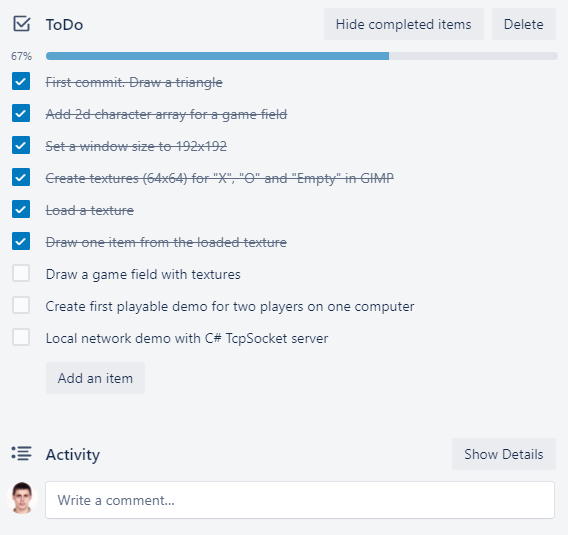 ToDo
Hide completed items
Delete
67%
First commit. Draw a triangle
Add 2d character array for a game field
Set a window size to 192x192
Create textures (64x64) for "X", "O" and "Empty" in GIMP
Load a texture
Draw one item from the loaded texture
Draw a game field with textures
Create first playable demo for two players on one computer
Local network demo with C# TcpSocket server
Add an item
Activity
Show Details
Write a comment...